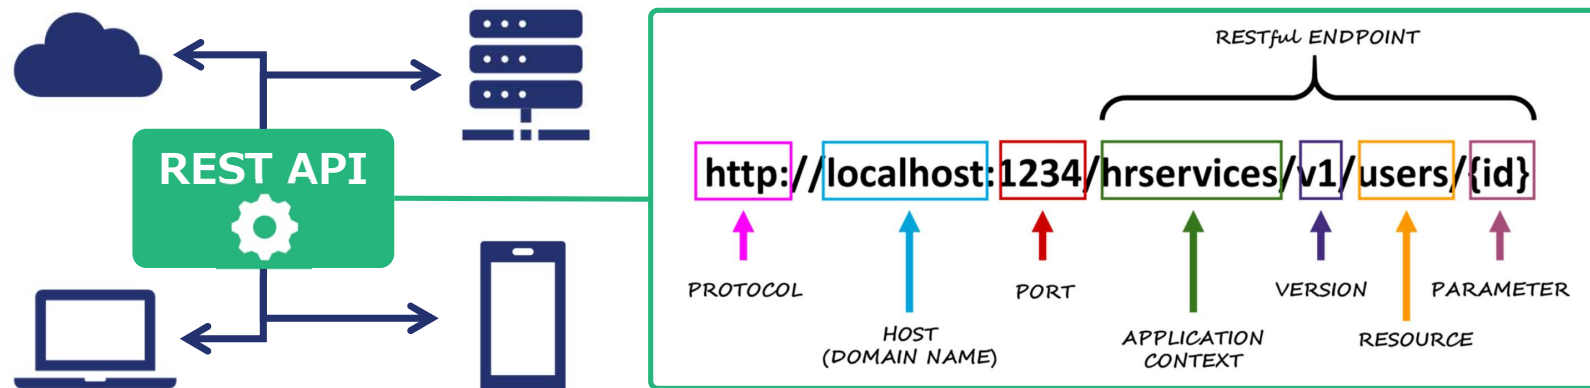 REST API
RESTful ENDPOINT
http://localhost:1234/hrservices/v1/users/{id}
PROTOCOL
HOST
(DOMAIN NAME)
PORT
APPLICATION
CONTEXT
VERSION
RESOURCE
PARAMETER